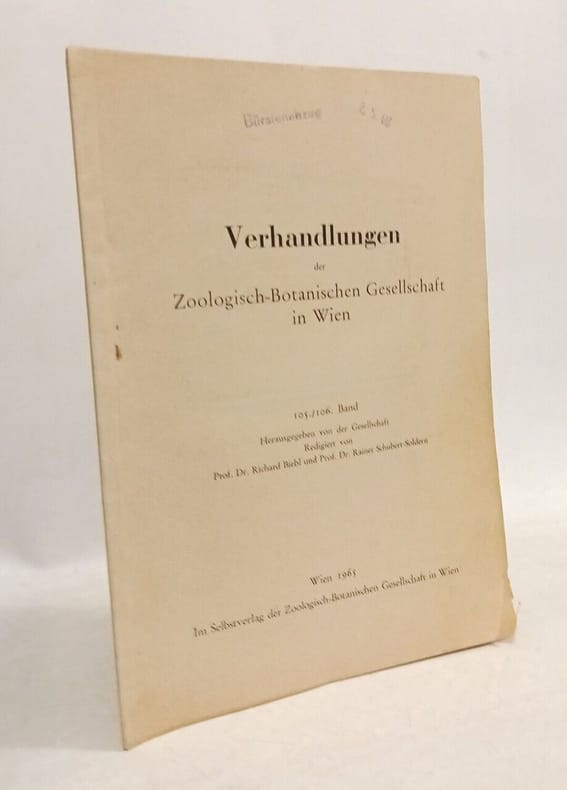 Bürstenabzug
Verhandlungen
der
Zoologisch-Botanischen Gesellschaft
in Wien
105./106. Band
Herausgegeben von der Gesellschaft
Redigiert von
Prof. Dr. Richard Biebl und Prof. Dr. Rainer Schubert-Soldern
Wien 1965
Im Selbstverlag der Zoologisch-Botanischen Gesellschaft in Wien